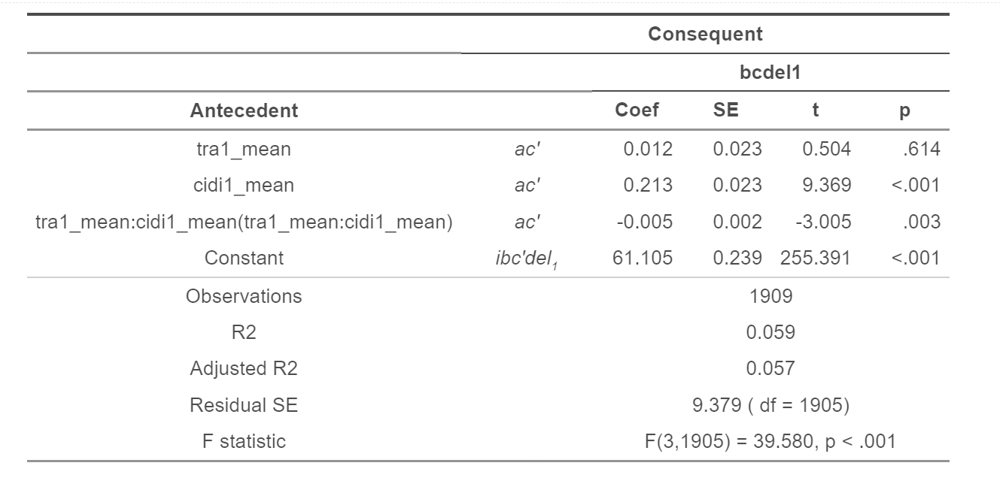 Consequent
bcdel1
Antecedent Coef SE t p
tra1_mean ac' 0.012 0.023 0.504 .614
cidi1_mean ac' 0.213 0.023 9.369 <.001
tra1_mean:cidi1_mean(tra1_mean:cidi1_mean) ac' -0.005 0.002 -3.005 .003
Constant ibc'del₁ 61.105 0.239 255.391 <.001
Observations 1909
R2 0.059
Adjusted R2 0.057
Residual SE 9.379 ( df = 1905)
F statistic F(3,1905) = 39.580, p < .001